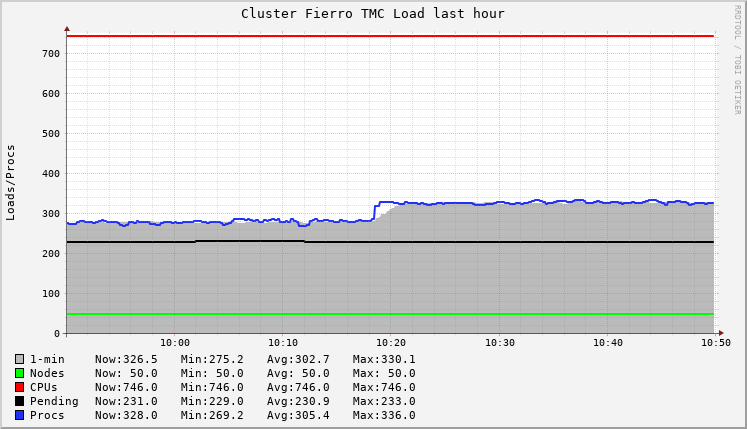 Cluster Fierro TMC Load last hour
RRDTOOL / TOBI OETIKER
Loads/Procs
700
600
500
400
300
200
100
0
10:00 10:10 10:20 10:30 10:40 10:50
1-min Now:326.5 Min:275.2 Avg:302.7 Max:330.1
Nodes Now: 50.0 Min: 50.0 Avg: 50.0 Max: 50.0
CPUs Now:746.0 Min:746.0 Avg:746.0 Max:746.0
Pending Now:231.0 Min:229.0 Avg:230.9 Max:233.0
Procs Now:328.0 Min:269.2 Avg:305.4 Max:336.0